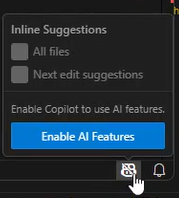 Inline Suggestions
All files
Next edit suggestions
Enable Copilot to use AI features.
Enable AI Features